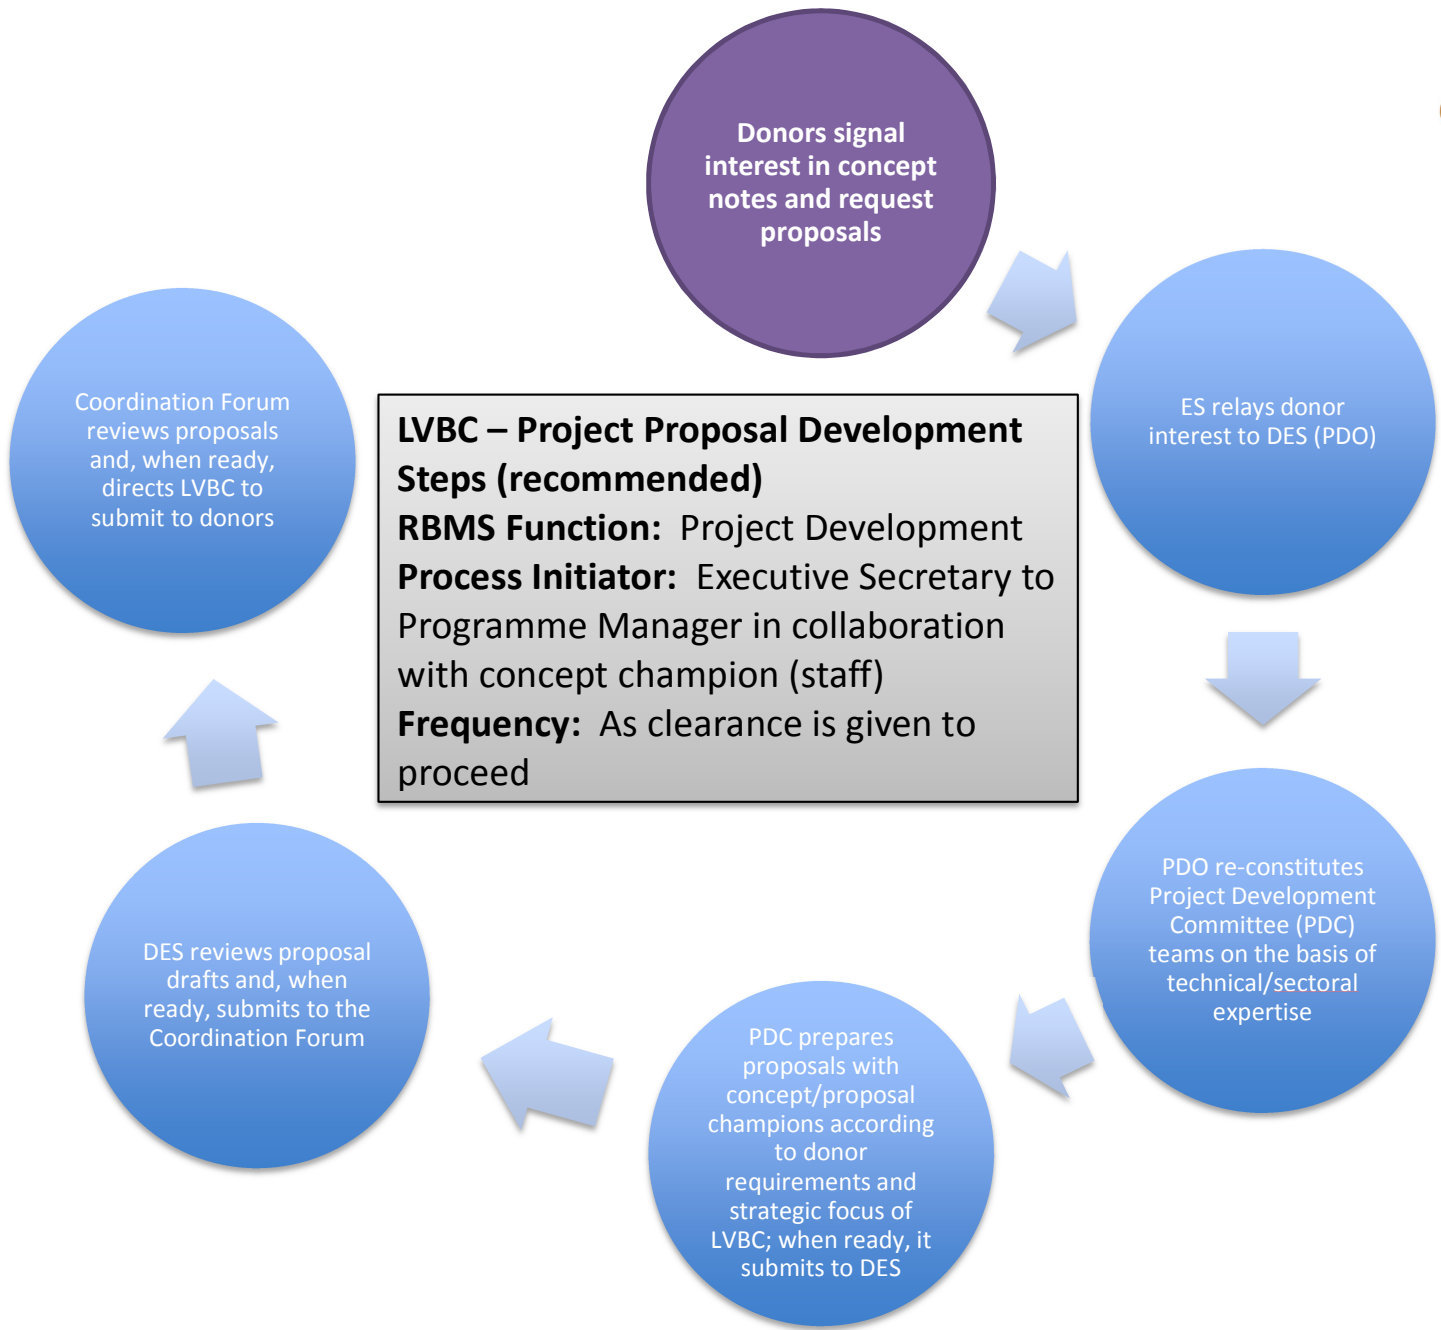 Donors signal
interest in concept
notes and request
proposals
ES relays donor
interest to DES (PDO)
PDO re-constitutes
Project Development
Committee (PDC)
teams on the basis of
technical/sectoral
expertise
PDC prepares
proposals with
concept/proposal
champions according
to donor
requirements and
strategic focus of
LVBC; when ready, it
submits to DES
DES reviews proposal
drafts and, when
ready, submits to the
Coordination Forum
Coordination Forum
reviews proposals
and, when ready,
directs LVBC to
submit to donors
LVBC – Project Proposal Development
Steps (recommended)
RBMS Function: Project Development
Process Initiator: Executive Secretary to
Programme Manager in collaboration
with concept champion (staff)
Frequency: As clearance is given to
proceed